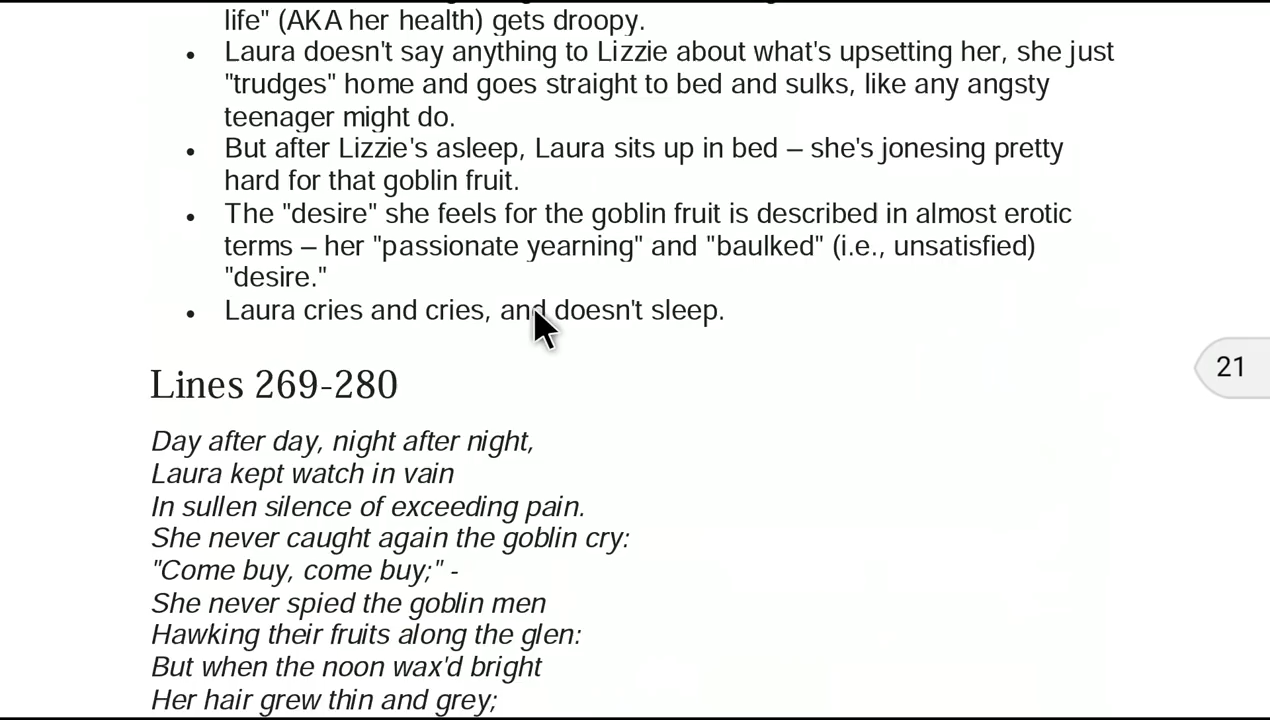 life" (AKA her health) gets droopy.
• Laura doesn't say anything to Lizzie about what's upsetting her, she just
"trudges" home and goes straight to bed and sulks, like any angsty
teenager might do.
• But after Lizzie's asleep, Laura sits up in bed – she's jonesing pretty
hard for that goblin fruit.
• The "desire" she feels for the goblin fruit is described in almost erotic
terms – her "passionate yearning" and "baulked" (i.e., unsatisfied)
"desire."
• Laura cries and cries, and doesn't sleep.
Lines 269-280
21
Day after day, night after night,
Laura kept watch in vain
In sullen silence of exceeding pain.
She never caught again the goblin cry:
"Come buy, come buy;" -
She never spied the goblin men
Hawking their fruits along the glen:
But when the noon wax'd bright
Her hair grew thin and grey;